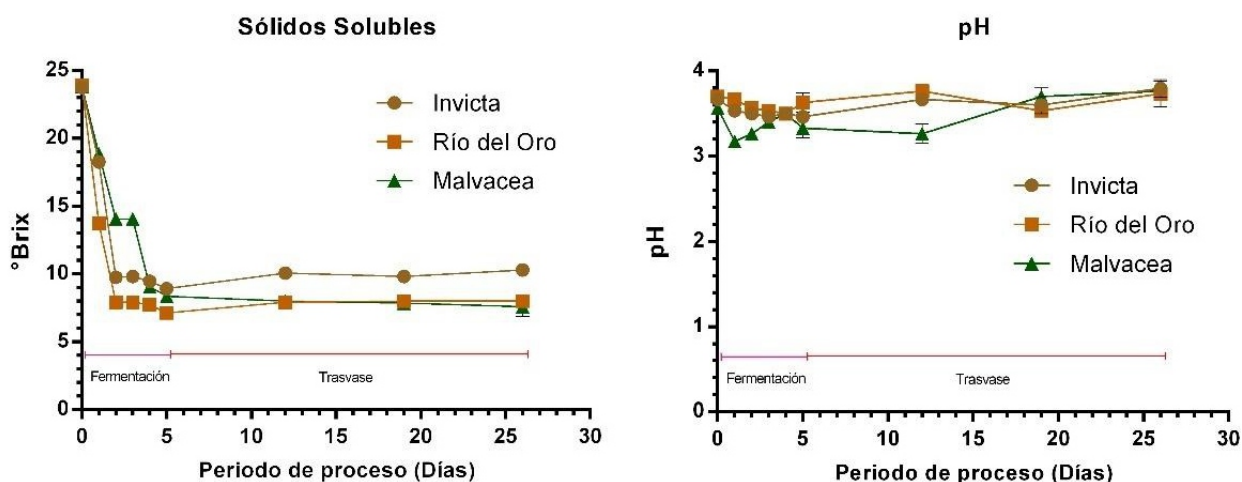 Sólidos Solubles
25
20
15
10
5
0
°Brix
Invicta
Río del Oro
Malvacea
Fermentación
Trasvase
0 5 10 15 20 25 30
Periodo de proceso (Días)
pH
4
3
2
1
0
pH
Invicta
Río del Oro
Malvacea
Fermentación
Trasvase
0 5 10 15 20 25 30
Periodo de proceso (Días)